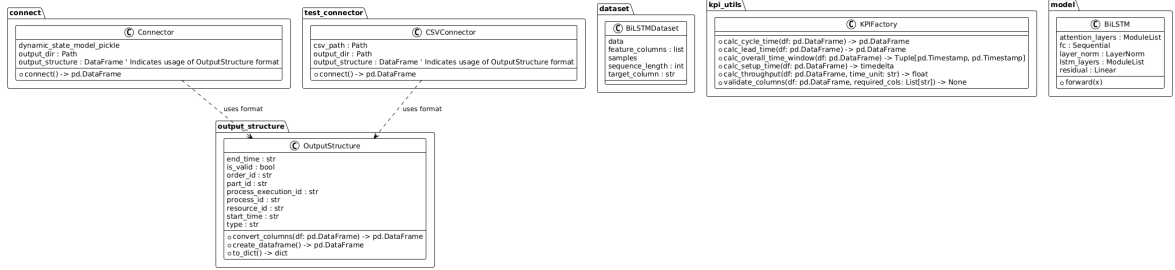 connect
C Connector
dynamic_state_model_pickle
output_dir : Path
output_structure : DataFrame ' Indicates usage of OutputStructure format
connect() -> pd.DataFrame
test_connector
C CSVConnector
csv_path : Path
output_dir : Path
output_structure : DataFrame ' Indicates usage of OutputStructure format
connect() -> pd.DataFrame
dataset
C BiLSTMDataset
data
feature_columns : list
samples
sequence_length : int
target_column : str
kpi_utils
C KPIFactory
calc_cycle_time(df: pd.DataFrame) -> pd.DataFrame
calc_lead_time(df: pd.DataFrame) -> pd.DataFrame
calc_overall_time_window(df: pd.DataFrame) -> Tuple[pd.Timestamp, pd.Timestamp]
calc_setup_time(df: pd.DataFrame) -> timedelta
calc_throughput(df: pd.DataFrame, time_unit: str) -> float
validate_columns(df: pd.DataFrame, required_cols: List[str]) -> None
model
C BiLSTM
attention_layers : ModuleList
fc : Sequential
layer_norm : LayerNorm
lstm_layers : ModuleList
residual : Linear
forward(x)
uses format
uses format
output_structure
C OutputStructure
end_time : str
is_valid : bool
order_id : str
part_id : str
process_execution_id : str
process_id : str
resource_id : str
start_time : str
type : str
convert_columns(df: pd.DataFrame) -> pd.DataFrame
create_dataframe() -> pd.DataFrame
to_dict() -> dict